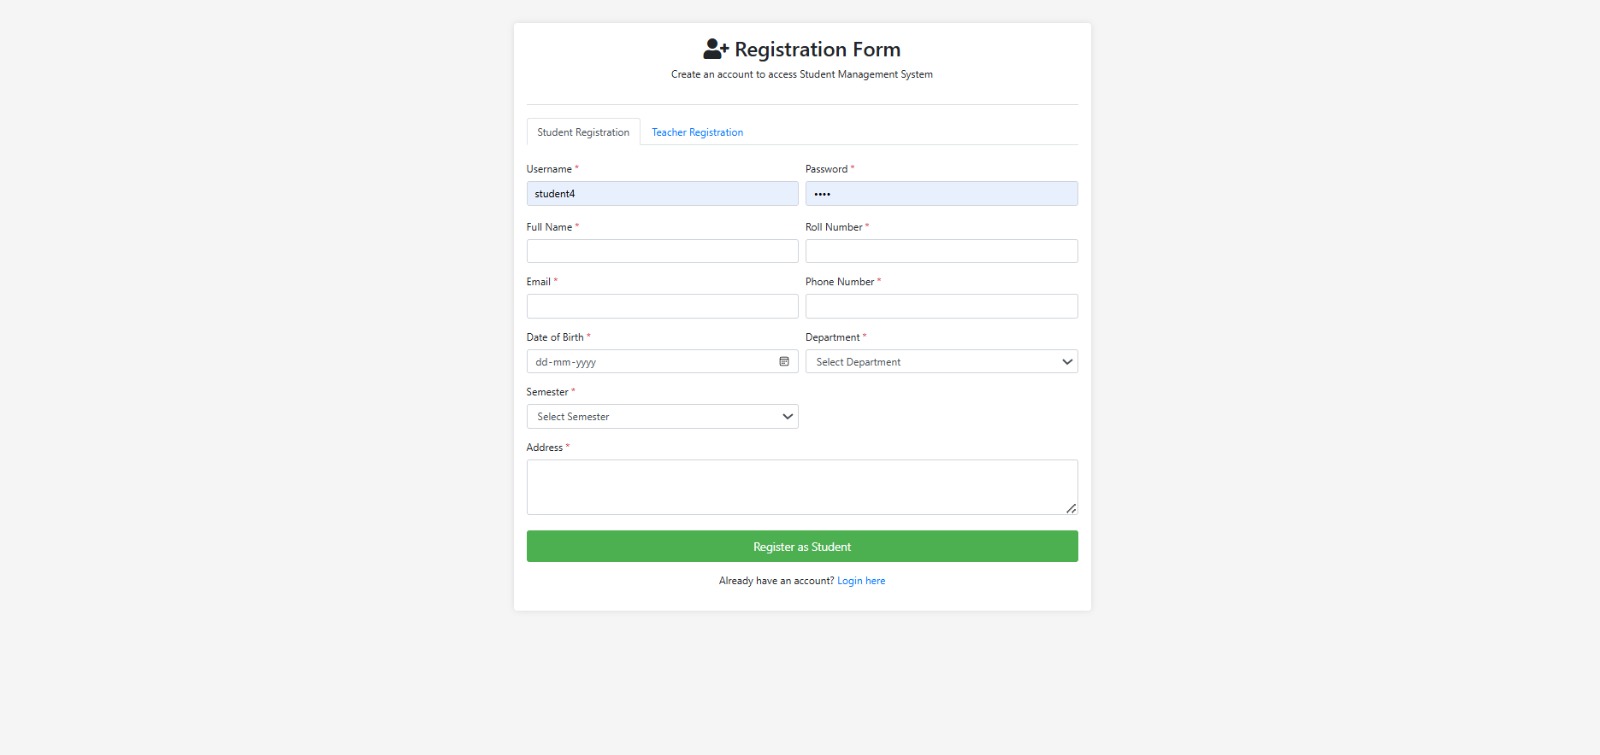 Registration Form
Create an account to access Student Management System
Student Registration Teacher Registration
Username * Password *
student4 ••••
Full Name * Roll Number *
Email * Phone Number *
Date of Birth * Department *
dd-mm-yyyy Select Department
Semester *
Select Semester
Address *
Register as Student
Already have an account? Login here